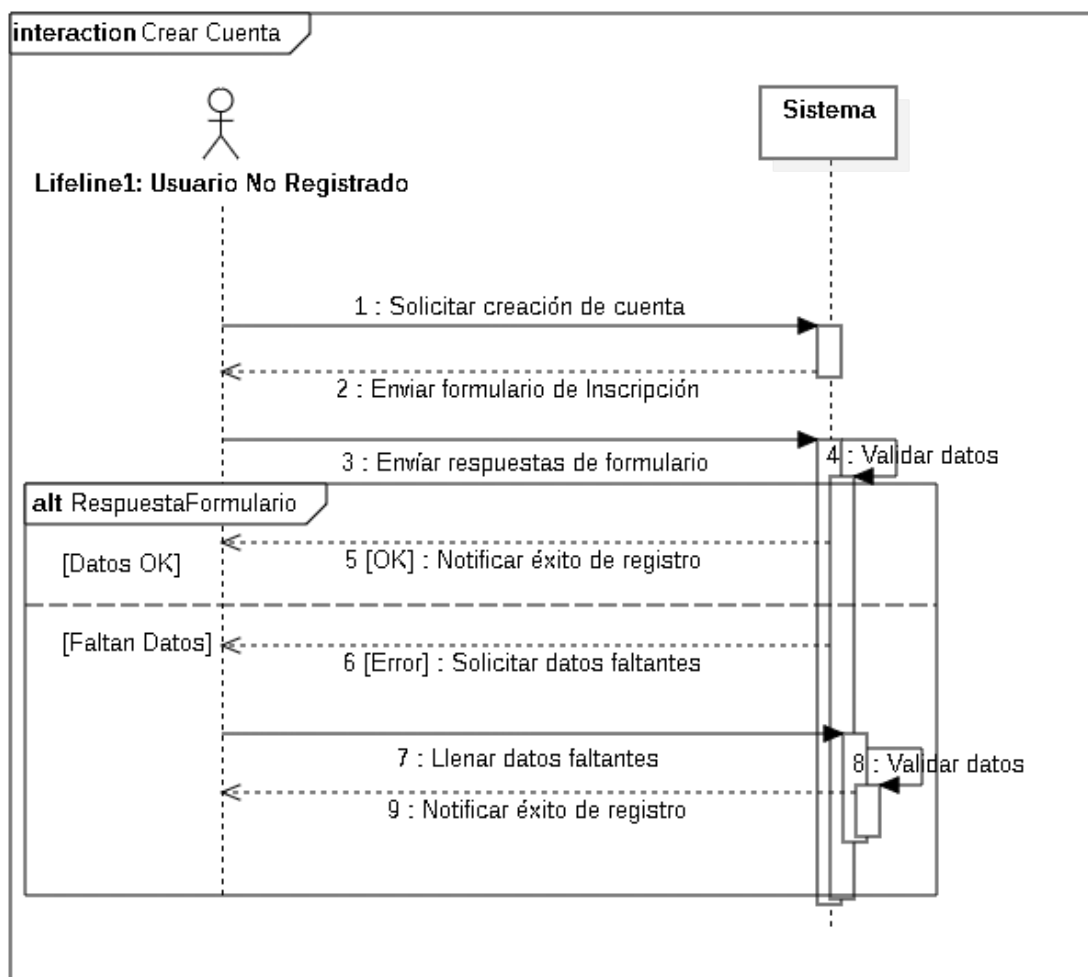 interaction Crear Cuenta
Sistema
Lifeline1: Usuario No Registrado
1 : Solicitar creación de cuenta
2 : Enviar formulario de Inscripción
3 : Envíar respuestas de formulario
4 : Validar datos
alt RespuestaFormulario
[Datos OK]
5 [OK] : Notificar éxito de registro
[Faltan Datos]
6 [Error] : Solicitar datos faltantes
7 : Llenar datos faltantes
8 : Validar datos
9 : Notificar éxito de registro